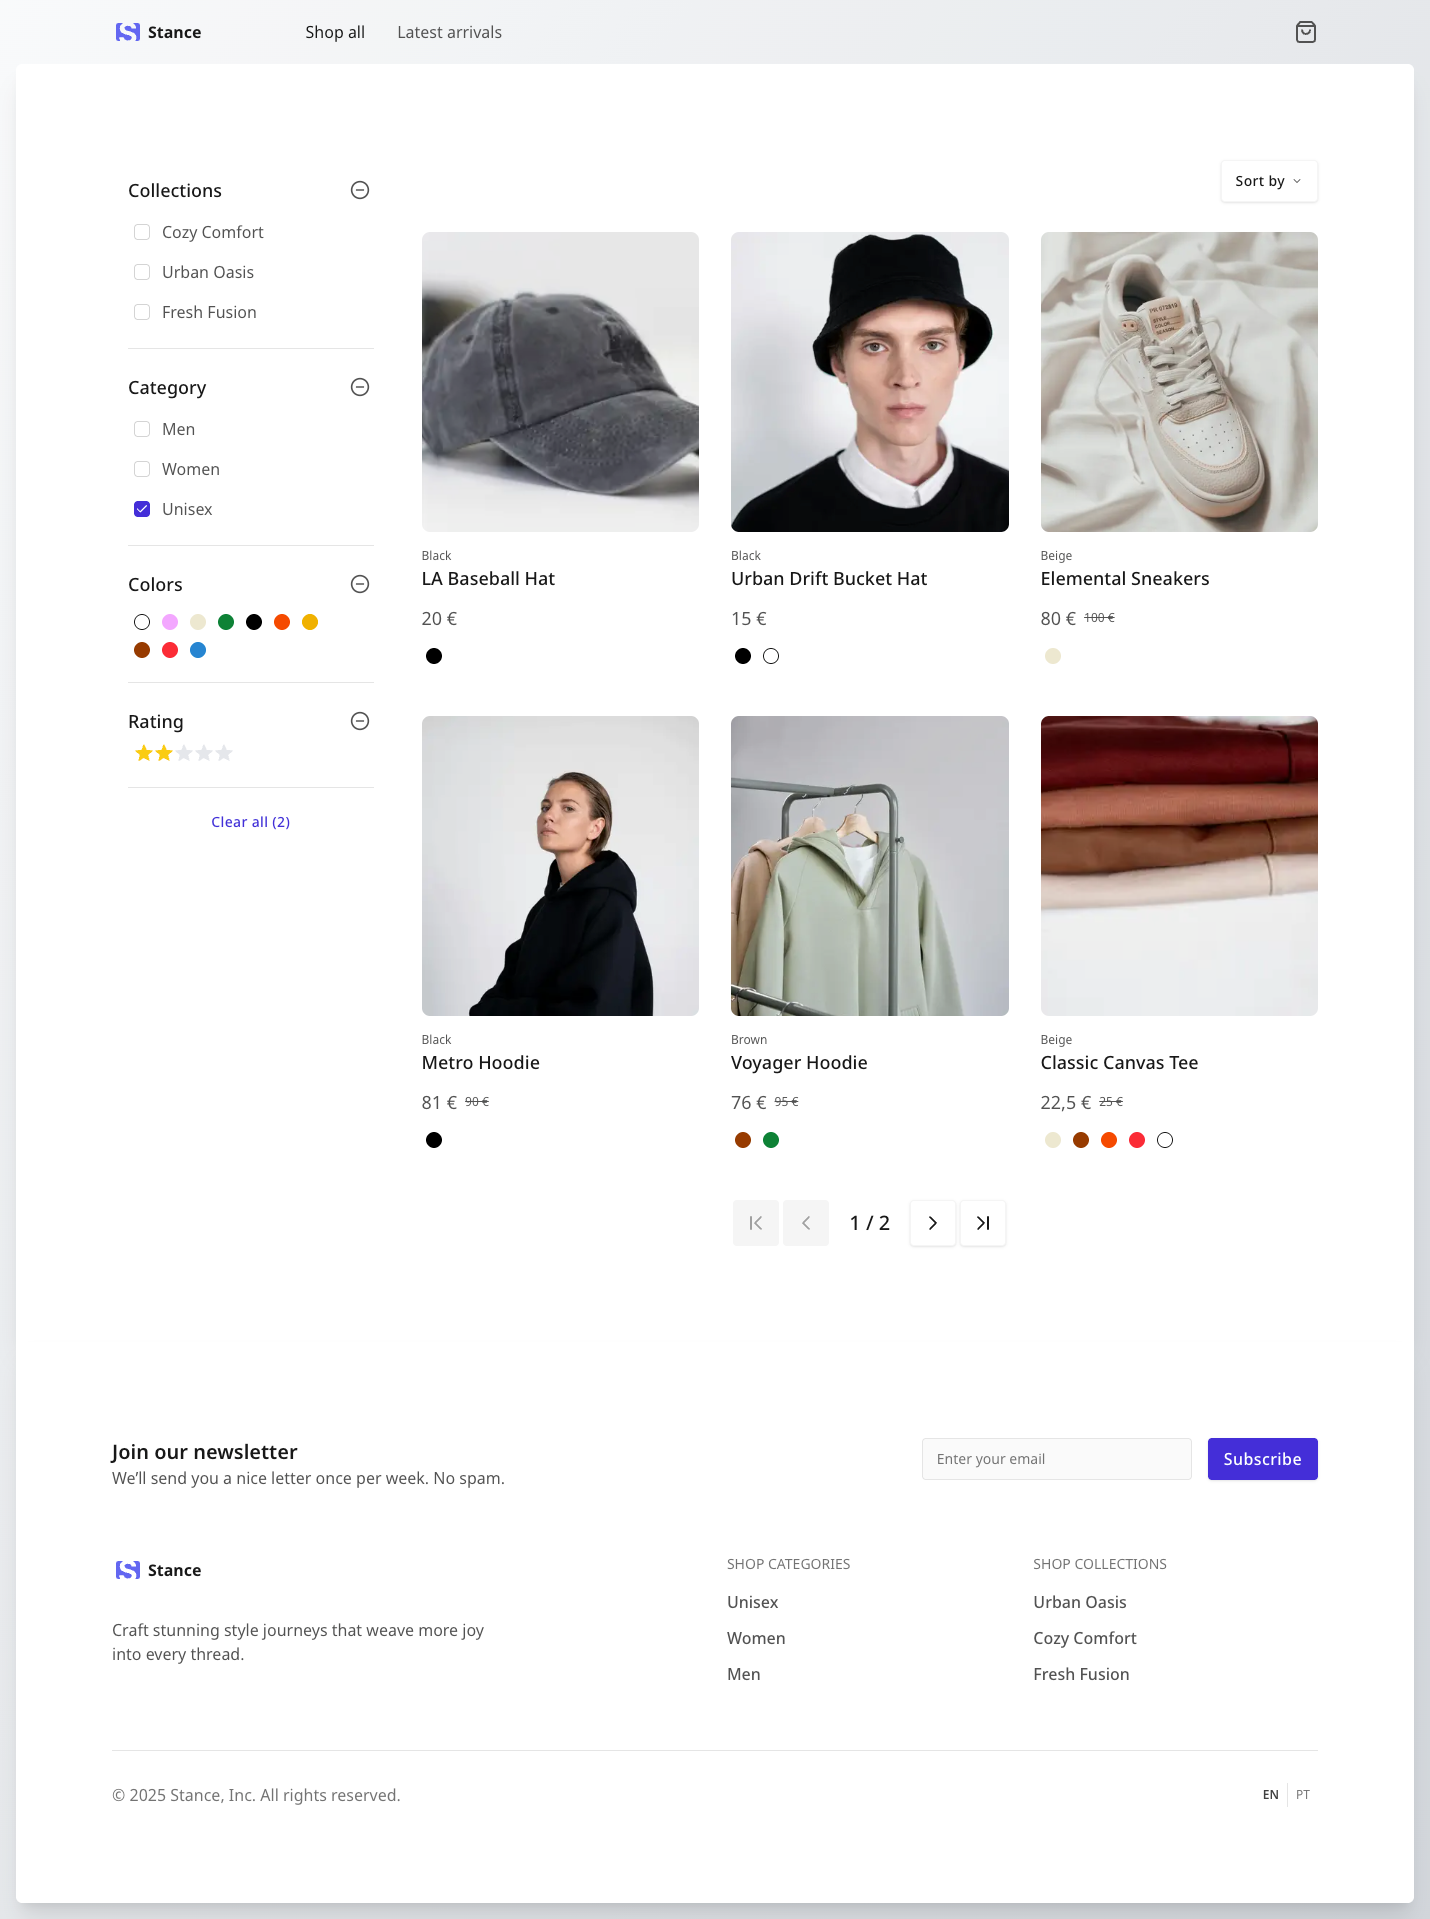 Stance
Shop all
Latest arrivals
Collections
Cozy Comfort
Urban Oasis
Fresh Fusion
Category
Men
Women
Unisex
Colors
Rating
Clear all (2)
Sort by
Black
LA Baseball Hat
20 €
Black
Urban Drift Bucket Hat
15 €
PR 072810
STYLE
COLOR
SEASON
Beige
Elemental Sneakers
80 € 100 €
Black
Metro Hoodie
81 € 90 €
Brown
Voyager Hoodie
76 € 95 €
Beige
Classic Canvas Tee
22,5 € 25 €
1 / 2
Join our newsletter
We’ll send you a nice letter once per week. No spam.
Enter your email
Subscribe
Stance
Craft stunning style journeys that weave more joy
into every thread.
SHOP CATEGORIES
Unisex
Women
Men
SHOP COLLECTIONS
Urban Oasis
Cozy Comfort
Fresh Fusion
© 2025 Stance, Inc. All rights reserved.
EN
PT